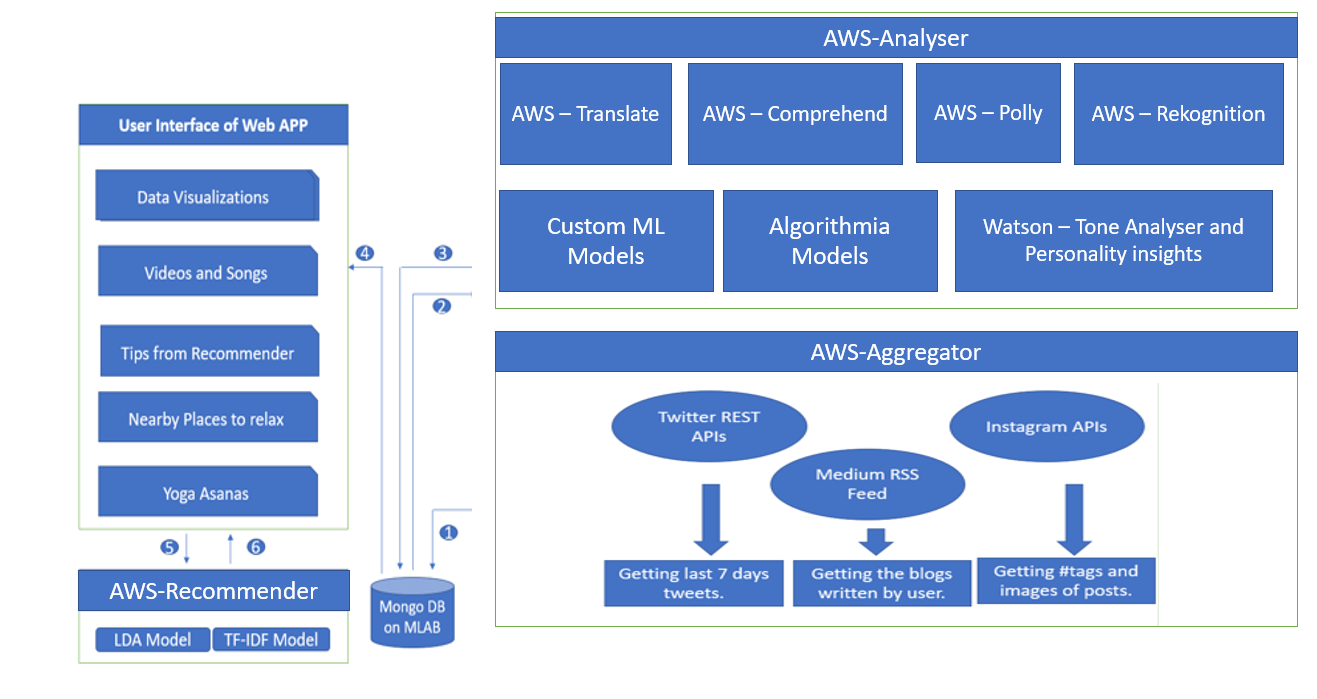 AWS-Analyser
AWS – Translate
AWS – Comprehend
AWS – Polly
AWS – Rekognition
Custom ML
Models
Algorithmia
Models
Watson – Tone Analyser and
Personality insights
User Interface of Web APP
Data Visualizations
Videos and Songs
Tips from Recommender
Nearby Places to relax
Yoga Asanas
4
3
2
1
5
6
AWS-Recommender
LDA Model
TF-IDF Model
Mongo DB
on MLAB
AWS-Aggregator
Twitter REST
APIs
Medium RSS
Feed
Instagram APIs
Getting last 7 days
tweets.
Getting the blogs
written by user.
Getting #tags and
images of posts.